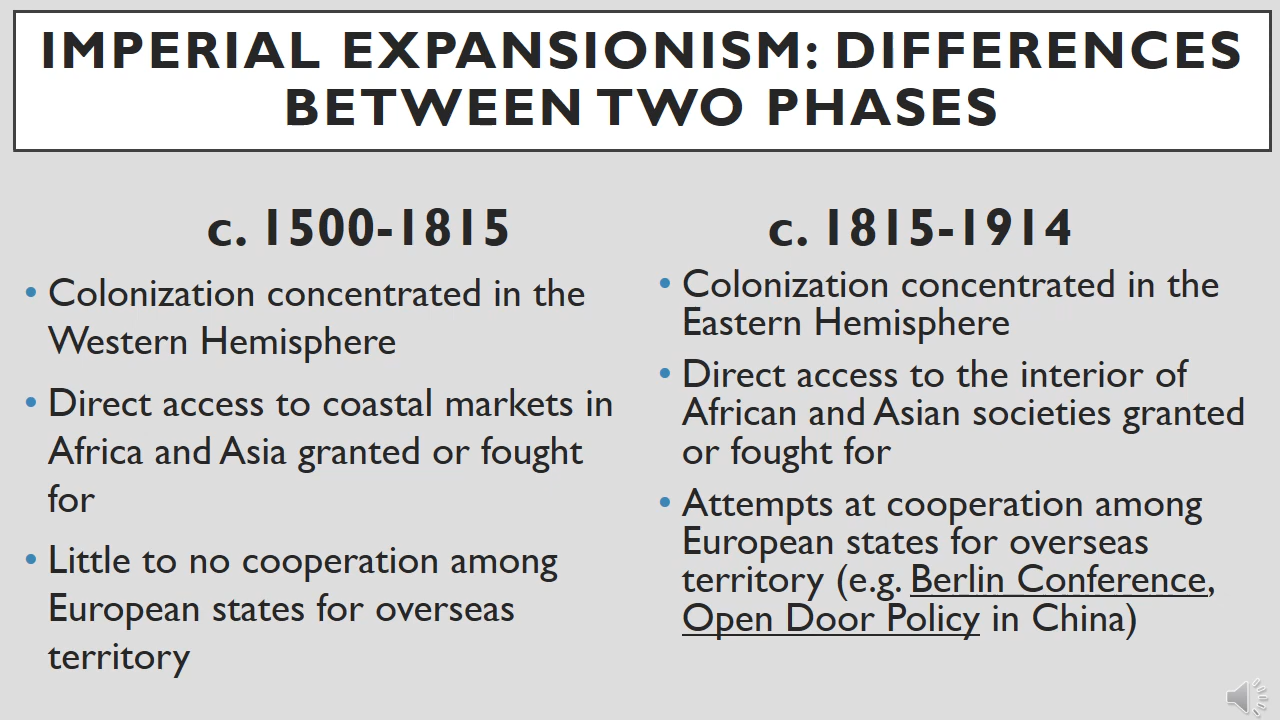 IMPERIAL EXPANSIONISM: DIFFERENCES
BETWEEN TWO PHASES
c. 1500-1815
• Colonization concentrated in the
Western Hemisphere
• Direct access to coastal markets in
Africa and Asia granted or fought
for
• Little to no cooperation among
European states for overseas
territory
c. 1815-1914
• Colonization concentrated in the
Eastern Hemisphere
• Direct access to the interior of
African and Asian societies granted
or fought for
• Attempts at cooperation among
European states for overseas
territory (e.g. Berlin Conference,
Open Door Policy in China)